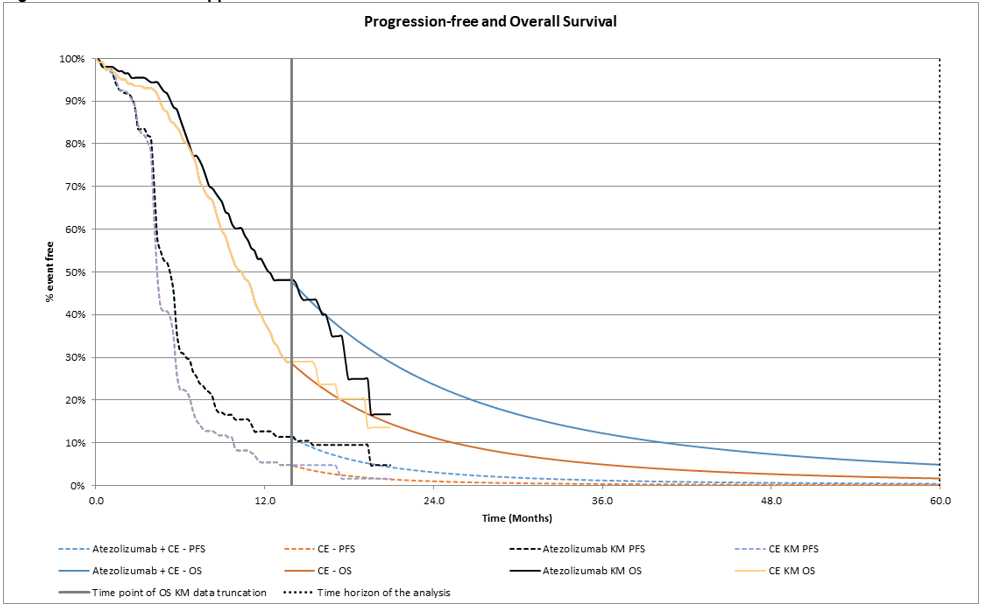 Progression-free and Overall Survival
100%
90%
80%
70%
60%
50%
40%
30%
20%
10%
0%
% event free
0.0 12.0 24.0 36.0 48.0 60.0
Time (Months)
Atezolizumab + CE - PFS CE - PFS Atezolizumab KM PFS CE KM PFS
Atezolizumab + CE - OS CE - OS Atezolizumab KM OS CE KM OS
Time point of OS KM data truncation Time horizon of the analysis